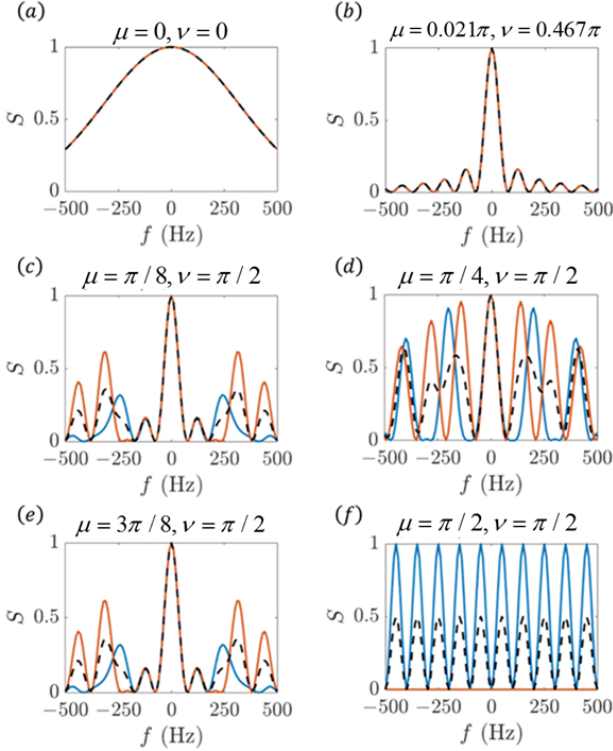 (a)
μ = 0, ν = 0
S
1
0.5
0
−500 −250 0 250 500
f (Hz)
(b)
μ = 0.021π, ν = 0.467π
S
1
0.5
0
−500 −250 0 250 500
f (Hz)
(c)
μ = π / 8, ν = π / 2
S
1
0.5
0
−500 −250 0 250 500
f (Hz)
(d)
μ = π / 4, ν = π / 2
S
1
0.5
0
−500 −250 0 250 500
f (Hz)
(e)
μ = 3π / 8, ν = π / 2
S
1
0.5
0
−500 −250 0 250 500
f (Hz)
(f)
μ = π / 2, ν = π / 2
S
1
0.5
0
−500 −250 0 250 500
f (Hz)